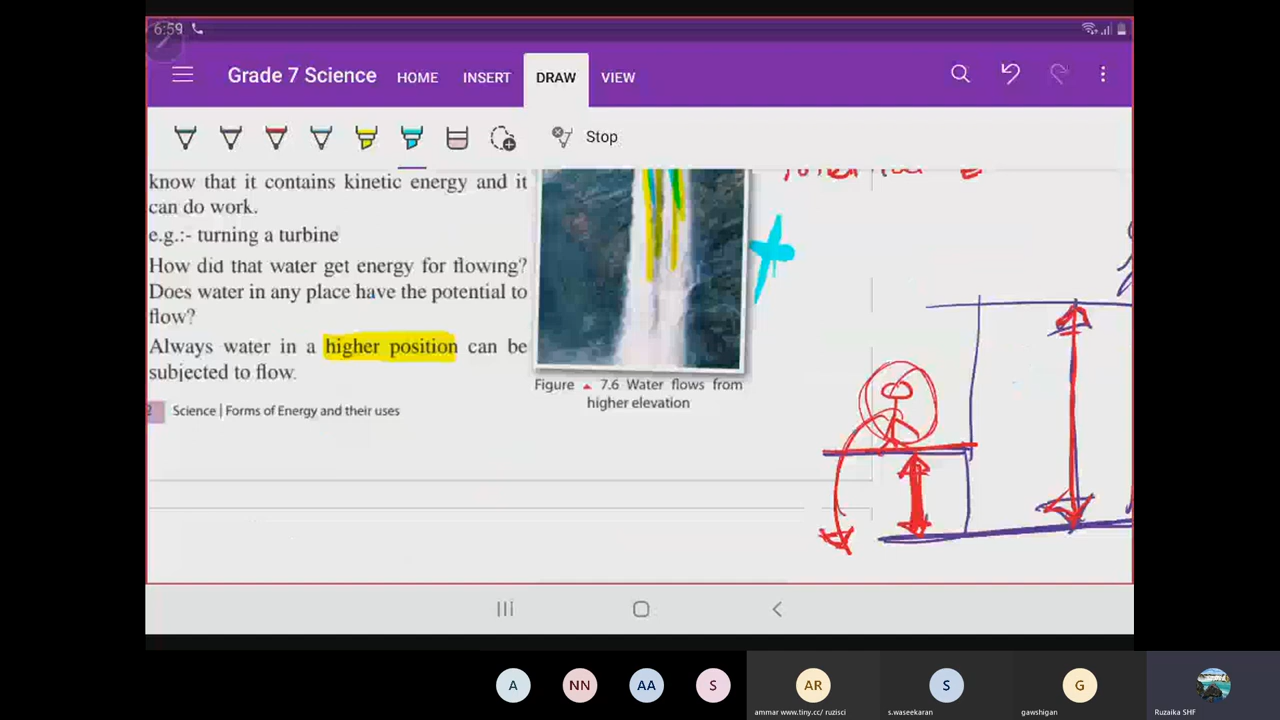 6:59
Grade 7 Science HOME INSERT DRAW VIEW
Stop
know that it contains kinetic energy and it
can do work.
e.g.:- turning a turbine
How did that water get energy for flowing?
Does water in any place have the potential to
flow?
Always water in a higher position can be
subjected to flow.
Figure 7.6 Water flows from
higher elevation
2 Science | Forms of Energy and their uses
A NN AA S AR S G
ammar www.tiny.cc/ ruzisci s.waseekaran gawshigan Ruzaika SHF